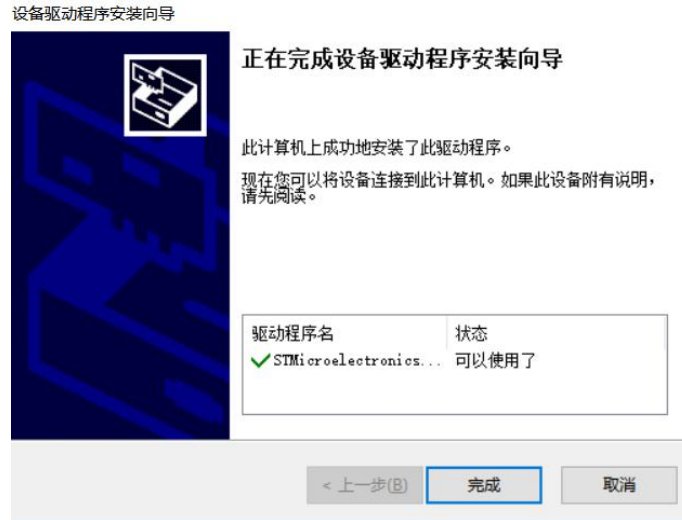 设备驱动程序安装向导
正在完成设备驱动程序安装向导
此计算机上成功地安装了此驱动程序。
现在您可以将设备连接到此计算机。如果此设备附有说明，
请先阅读。
驱动程序名 状态
STMicroelectronics... 可以使用了
< 上一步(B) 完成 取消